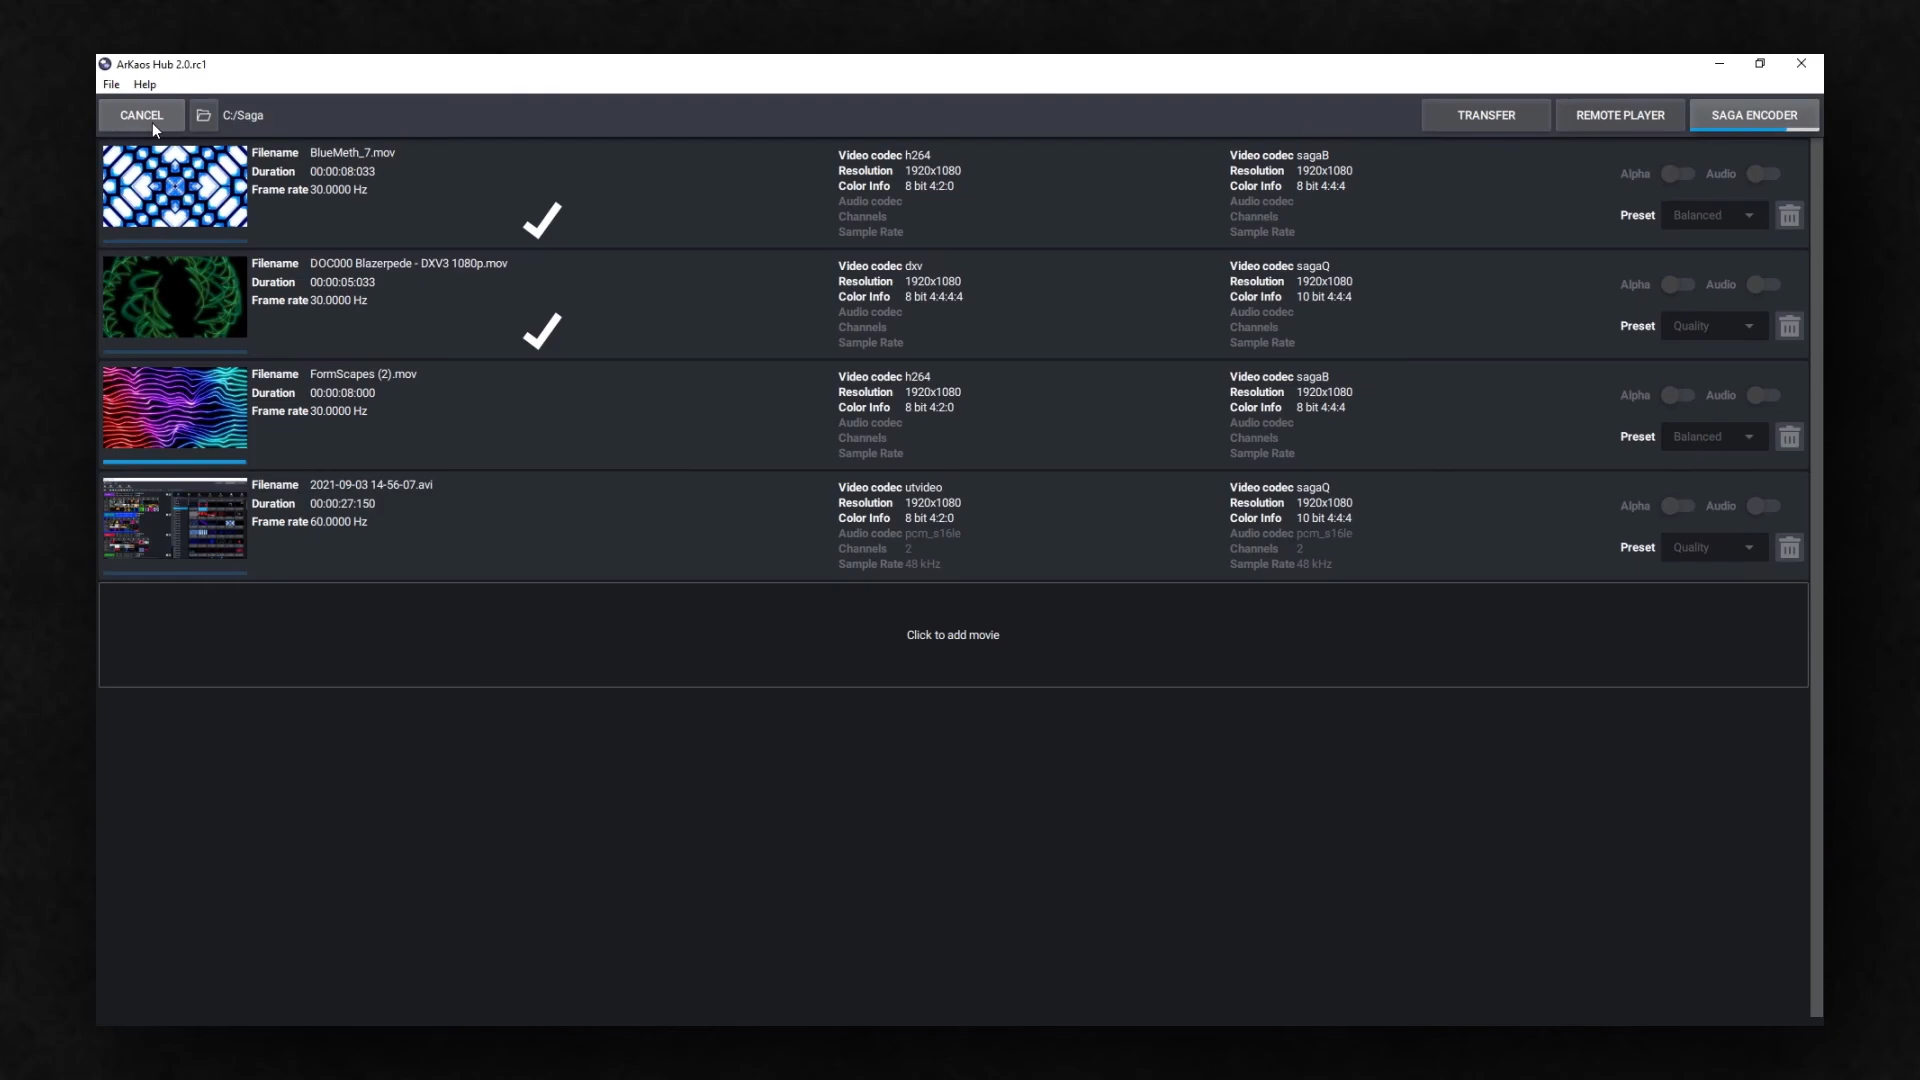 ArKaos Hub 2.0.rc1
File Help
CANCEL C:/Saga TRANSFER REMOTE PLAYER SAGA ENCODER
Filename BlueMeth_7.mov
Duration 00:00:08:033
Frame rate 30.0000 Hz
Video codec h264
Resolution 1920x1080
Color Info 8 bit 4:2:0
Audio codec
Channels
Sample Rate
Video codec sagaB
Resolution 1920x1080
Color Info 8 bit 4:4:4
Audio codec
Channels
Sample Rate
Alpha Audio
Preset Balanced
Filename DOC000 Blazerpede - DXV3 1080p.mov
Duration 00:00:05:033
Frame rate 30.0000 Hz
Video codec dxv
Resolution 1920x1080
Color Info 8 bit 4:4:4:4
Audio codec
Channels
Sample Rate
Video codec sagaQ
Resolution 1920x1080
Color Info 10 bit 4:4:4
Audio codec
Channels
Sample Rate
Alpha Audio
Preset Quality
Filename FormScapes (2).mov
Duration 00:00:08:000
Frame rate 30.0000 Hz
Video codec h264
Resolution 1920x1080
Color Info 8 bit 4:2:0
Audio codec
Channels
Sample Rate
Video codec sagaB
Resolution 1920x1080
Color Info 8 bit 4:4:4
Audio codec
Channels
Sample Rate
Alpha Audio
Preset Balanced
Filename 2021-09-03 14-56-07.avi
Duration 00:00:27:150
Frame rate 60.0000 Hz
Video codec utvideo
Resolution 1920x1080
Color Info 8 bit 4:2:0
Audio codec pcm_s16le
Channels 2
Sample Rate 48 kHz
Video codec sagaQ
Resolution 1920x1080
Color Info 10 bit 4:4:4
Audio codec pcm_s16le
Channels 2
Sample Rate 48 kHz
Alpha Audio
Preset Quality
Click to add movie